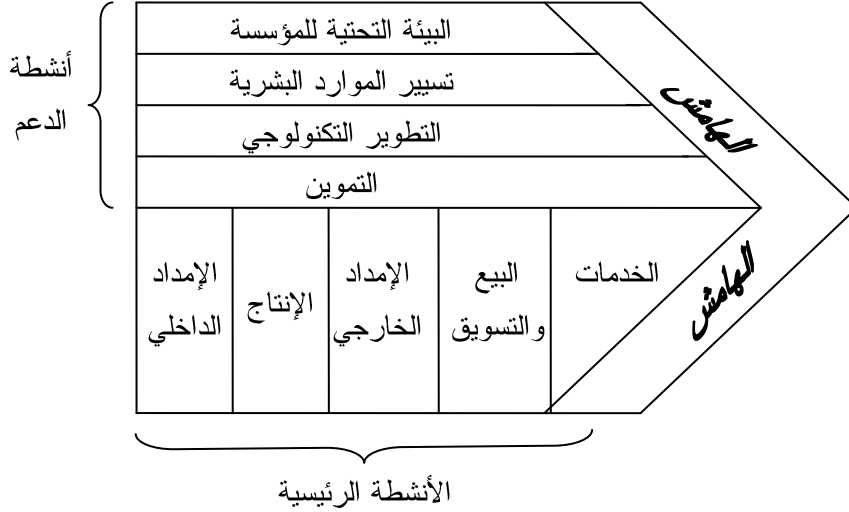 أنشطة
الدعم
البيئة التحتية للمؤسسة
تسيير الموارد البشرية
التطوير التكنولوجي
التموين
الهامش
الهامش
الإمداد
الداخلي
الإنتاج
الإمداد
الخارجي
البيع
والتسويق
الخدمات
الأنشطة الرئيسية